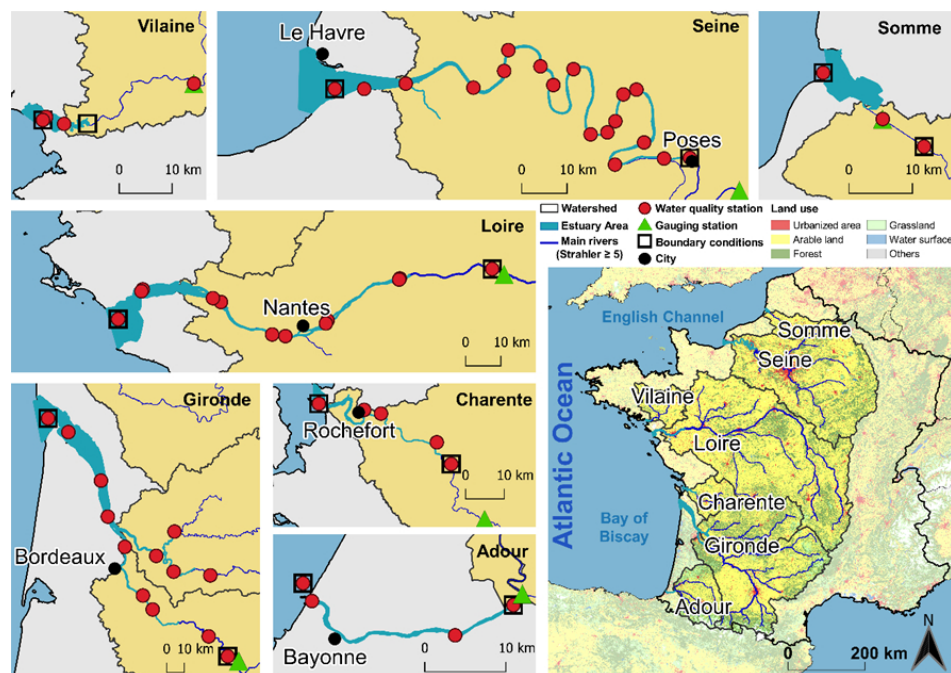 Vilaine
0 10 km
Le Havre
Seine
Poses
0 10 km
Somme
0 10 km
Loire
Nantes
0 10 km
Watershed
Estuary Area
Main rivers
(Strahler ≥ 5)
Water quality station
Gauging station
Boundary conditions
City
Land use
Urbanized area
Arable land
Forest
Grassland
Water surface
Others
Gironde
Bordeaux
0 10 km
Charente
Rochefort
0 10 km
Adour
Bayonne
0 10 km
English Channel
Atlantic Ocean
Bay of
Biscay
Somme
Seine
Vilaine
Loire
Charente
Gironde
Adour
N
0 200 km